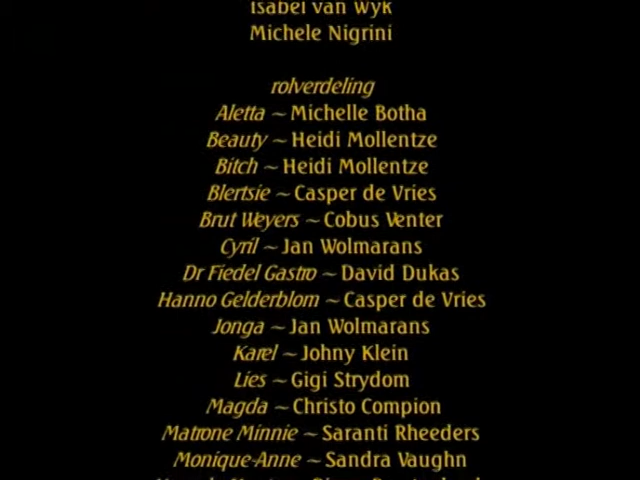 Isabel van Wyk
Michele Nigrini
rolverdeling
Aletta ~ Michelle Botha
Beauty ~ Heidi Mollentze
Bitch ~ Heidi Mollentze
Blertsie ~ Casper de Vries
Brut Weyers ~ Cobus Venter
Cyril ~ Jan Wolmarans
Dr Fiedel Gastro ~ David Dukas
Hanno Gelderblom ~ Casper de Vries
Jonga ~ Jan Wolmarans
Karel ~ Johny Klein
Lies ~ Gigi Strydom
Magda ~ Christo Compion
Matrone Minnie ~ Saranti Rheeders
Monique-Anne ~ Sandra Vaughn